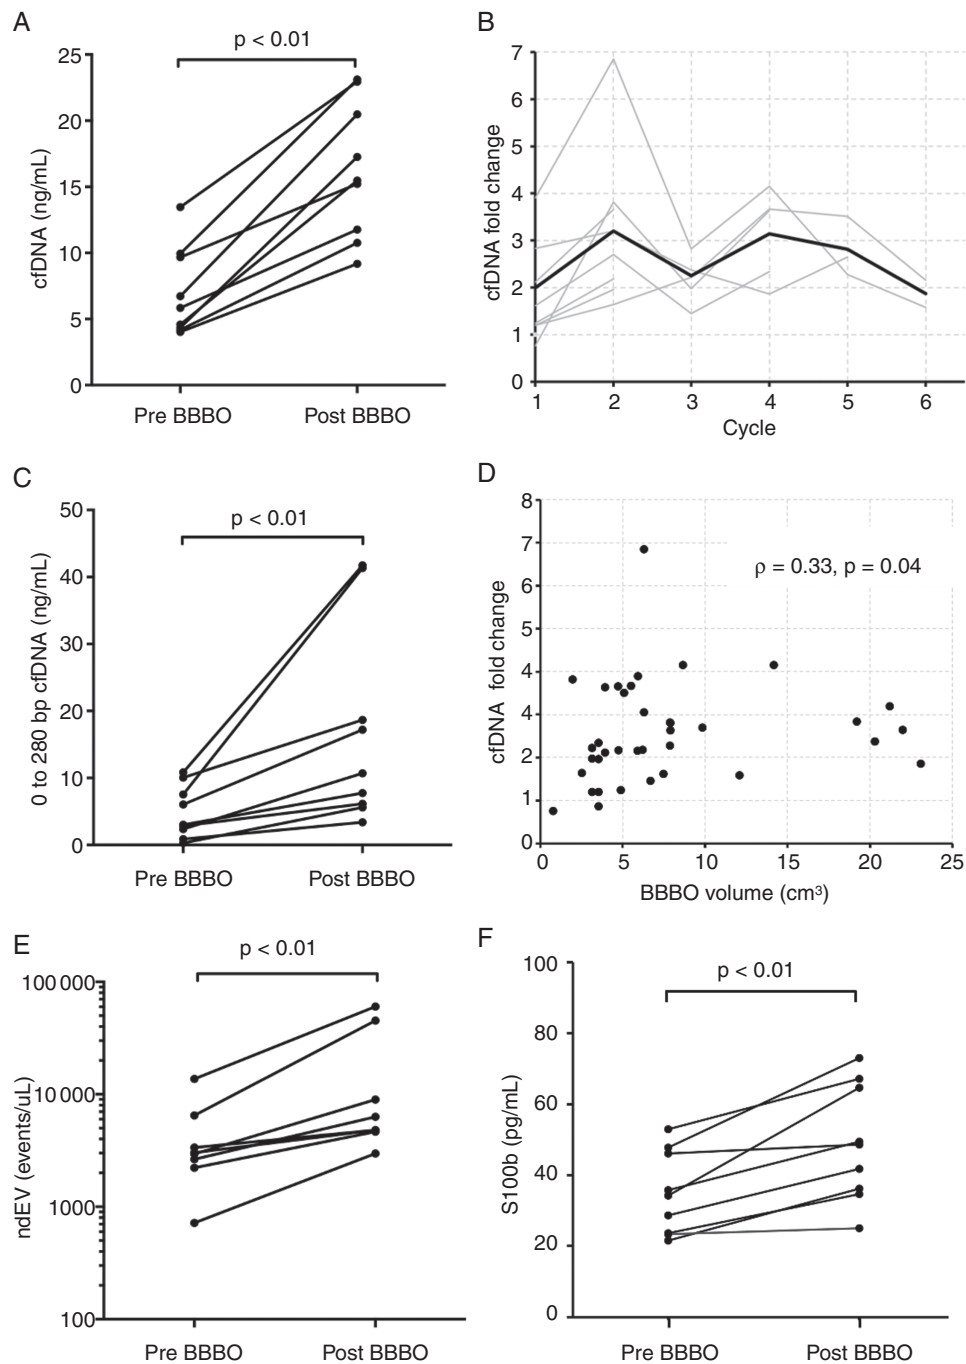 A
p < 0.01
cfDNA (ng/mL)
25
20
15
10
5
0
Pre BBBO
Post BBBO
B
cfDNA fold change
7
6
5
4
3
2
1
0
1 2 3 4 5 6
Cycle
C
p < 0.01
0 to 280 bp cfDNA (ng/mL)
50
40
30
20
10
0
Pre BBBO
Post BBBO
D
ρ = 0.33, p = 0.04
cfDNA fold change
8
7
6
5
4
4
2
1
0
0 5 10 15 20 25
BBBO volume (cm³)
E
p < 0.01
ndEV (events/uL)
100 000
10 000
1000
100
Pre BBBO
Post BBBO
F
p < 0.01
S100b (pg/mL)
100
80
60
40
20
0
Pre BBBO
Post BBBO